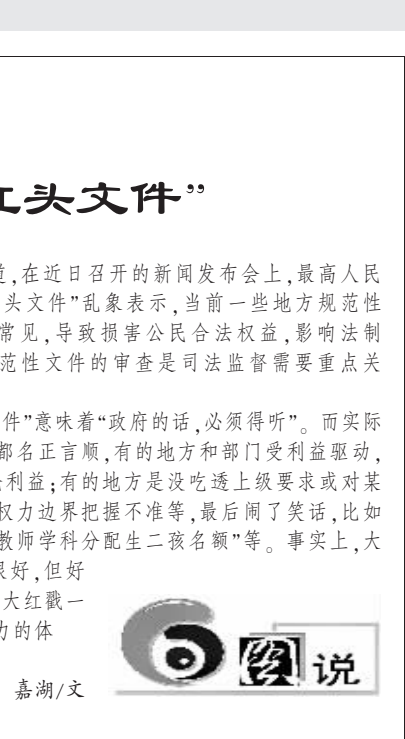 红头文件”
道,在近日召开的新闻发布会上,最高人民
头文件”乱象表示,当前一些地方规范性
常见,导致损害公民合法权益,影响法制
范性文件的审查是司法监督需要重点关
件”意味着“政府的话,必须得听”。而实际
都名正言顺,有的地方和部门受利益驱动,
利益;有的地方是没吃透上级要求或对某
权力边界把握不准等,最后闹了笑话,比如
教师学科分配生二孩名额”等。事实上,大
很好,但好
大红戳一
力的体
嘉湖/文
图说